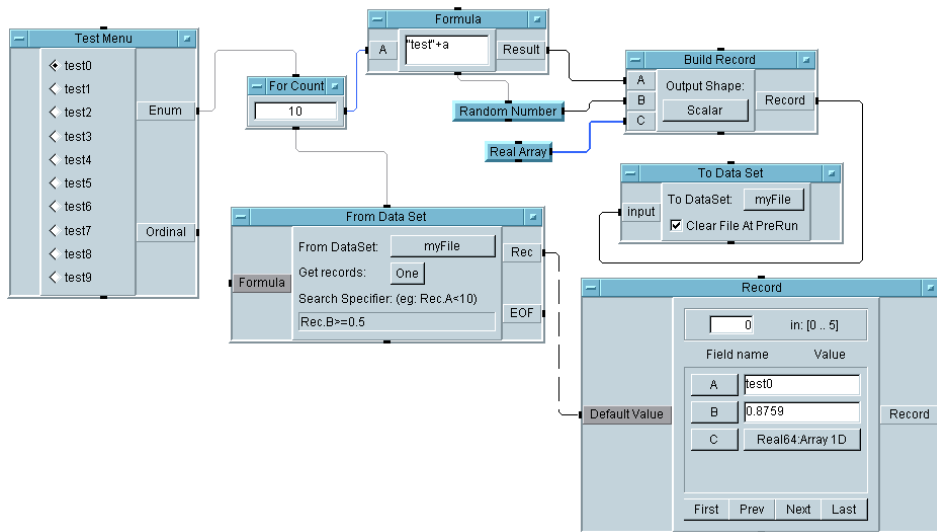 Test Menu
test0
test1
test2
test3
test4
test5
test6
test7
test8
test9
Enum
Ordinal
For Count
10
Formula
A
"test"+a
Result
Random Number
Real Array
Build Record
A
B
C
Output Shape:
Scalar
Record
To Data Set
input
To DataSet:
myFile
Clear File At PreRun
From Data Set
Formula
From DataSet:
myFile
Get records:
One
Search Specifier: (eg: Rec.A<10)
Rec.B>=0.5
Rec
EOF
Record
Default Value
0
in: [0 .. 5]
Field name
Value
A
test0
B
0.8759
C
Real64:Array 1D
First
Prev
Next
Last
Record